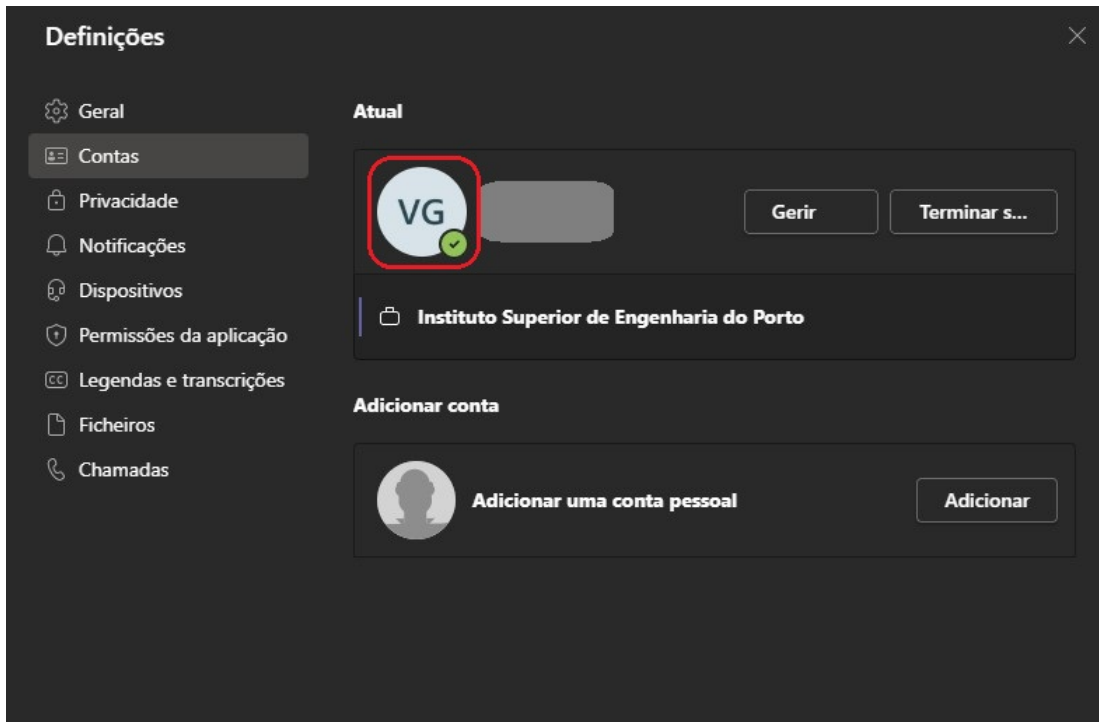 Definições
Geral
Contas
Privacidade
Notificações
Dispositivos
Permissões da aplicação
CC Legendas e transcrições
Ficheiros
Chamadas
Atual
VG
Gerir
Terminar s...
Instituto Superior de Engenharia do Porto
Adicionar conta
Adicionar uma conta pessoal
Adicionar